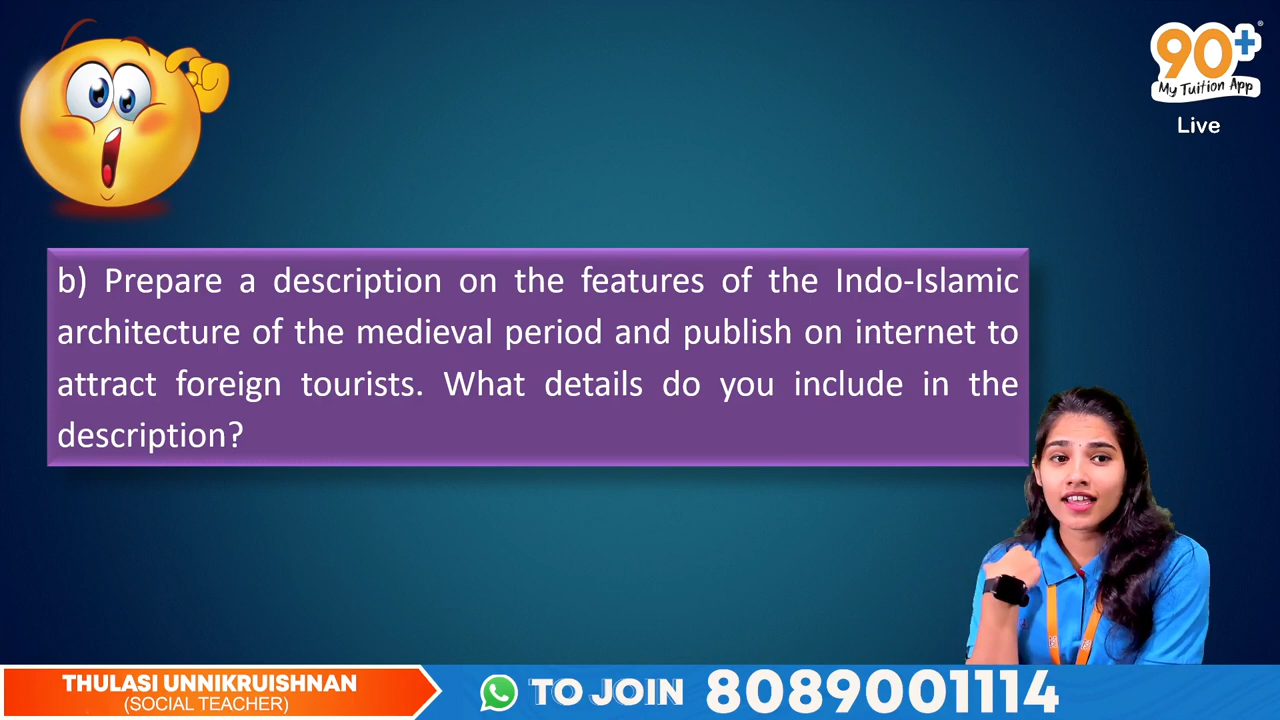 90+
My Tuition App
Live
b) Prepare a description on the features of the Indo-Islamic
architecture of the medieval period and publish on internet to
attract foreign tourists. What details do you include in the
description?
THULASI UNNIKRUISHNAN
(SOCIAL TEACHER)
TO JOIN 8089001114